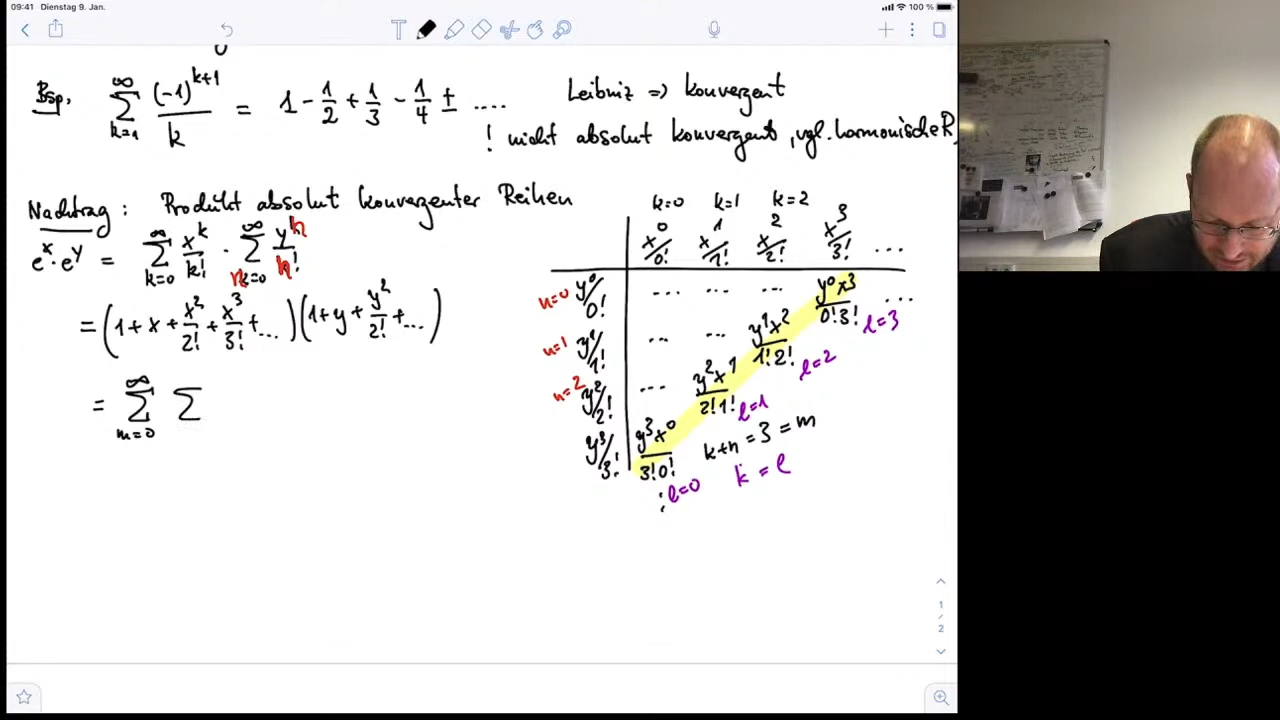 09:41 Dienstag 9. Jan.
100 %
T
Bsp. ∑_{k=1}^{∞} (-1)^{k+1}/k = 1 - 1/2 + 1/3 - 1/4 ± .... Leibniz => konvergent
! nicht absolut konvergent, vgl. harmonische R.
Nachtrag: Produkt absolut konvergenter Reihen
e^x · e^y = ∑_{k=0}^{∞} x^k/k! · ∑_{n=0}^{∞} y^n/n!
= (1 + x + x²/2! + x³/3! + ...)(1 + y + y²/2! + ...)
= ∑_{m=0}^{∞} ∑
k=0 k=1 k=2
x^0/0! x^1/1! x^2/2! x^3/3! ...
n=0 y^0/0! ... ... ... y^0x^3/0!3! ...
l=3
n=1 y^1/1! ... ... y^1x^2/1!2!
l=2
n=2 y^2/2! ... y^2x^1/2!1!
l=1
y^3/3! y^3x^0/3!0! k+n=3=m
l=0 k=l
⋮
1
/
2